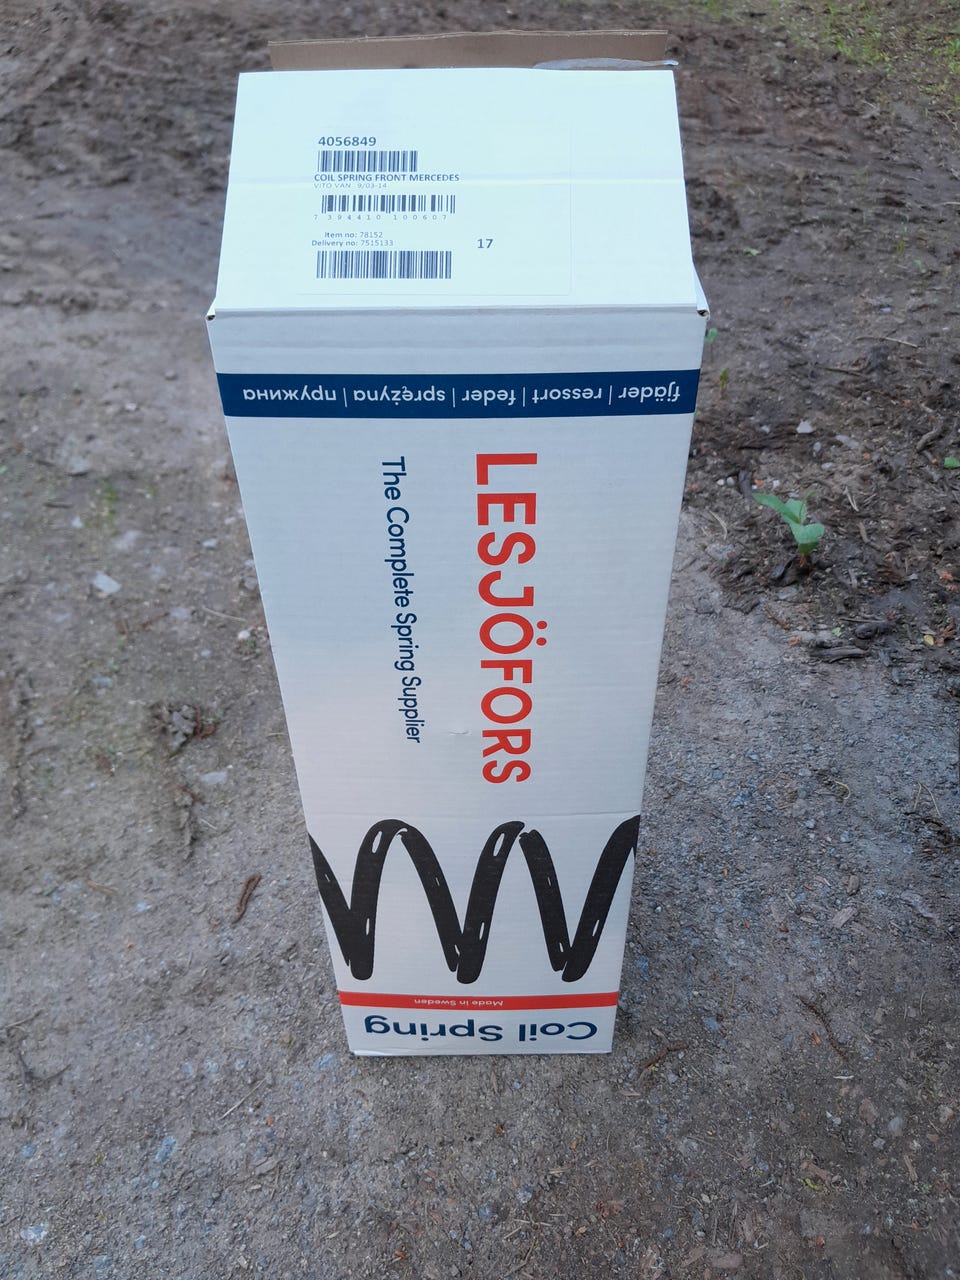 4056849
COIL SPRING FRONT MERCEDES
VITO VAN 9/03-14
7 394410 100607
Item no: 78152
Delivery no: 7515133
17
fjäder | ressort | feder | sprężyna | пружина
LESJÖFORS
The Complete Spring Supplier
Made in Sweden
Coil Spring